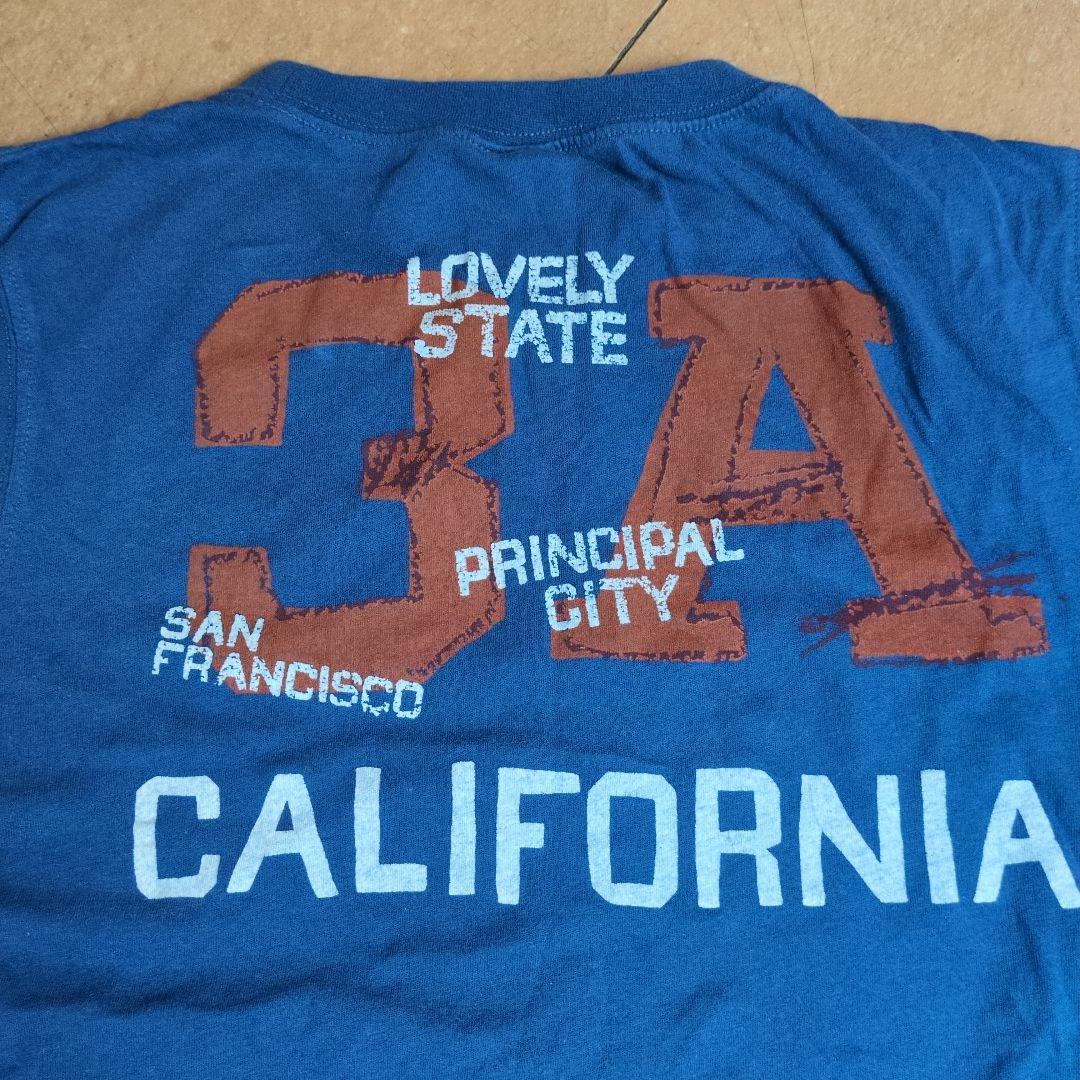 LOVELY
STATE
3A
PRINCIPAL
CITY
SAN
FRANCISCO
CALIFORNIA